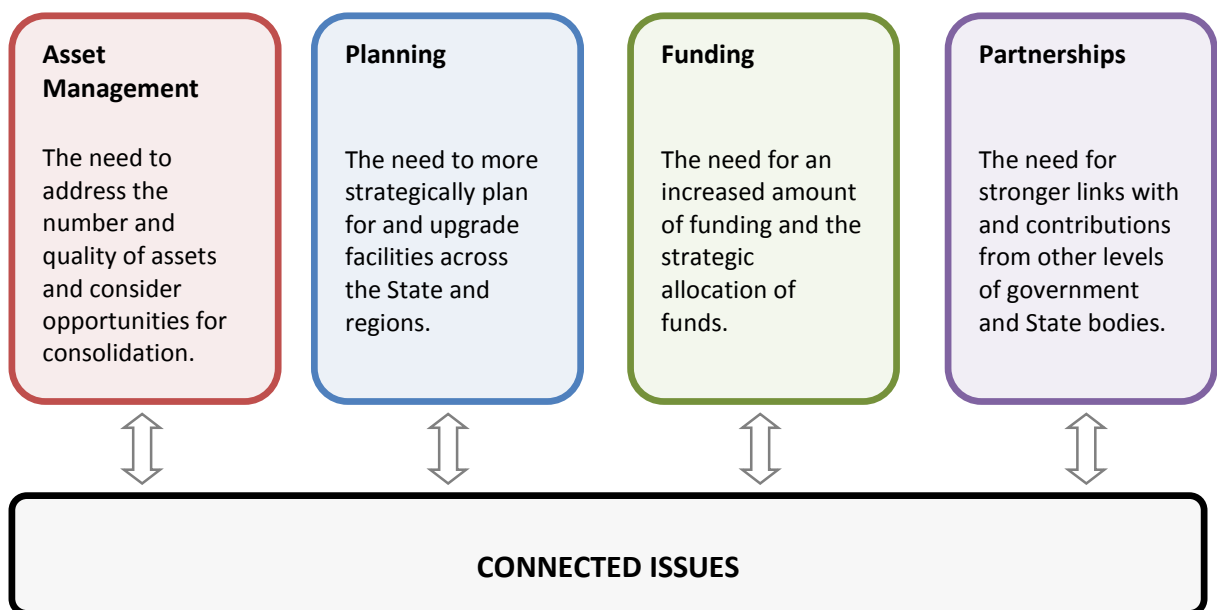 Asset
Management
The need to
address the
number and
quality of assets
and consider
opportunities for
consolidation.
Planning
The need to more
strategically plan
for and upgrade
facilities across
the State and
regions.
Funding
The need for an
increased amount
of funding and the
strategic
allocation of
funds.
Partnerships
The need for
stronger links with
and contributions
from other levels
of government
and State bodies.
CONNECTED ISSUES